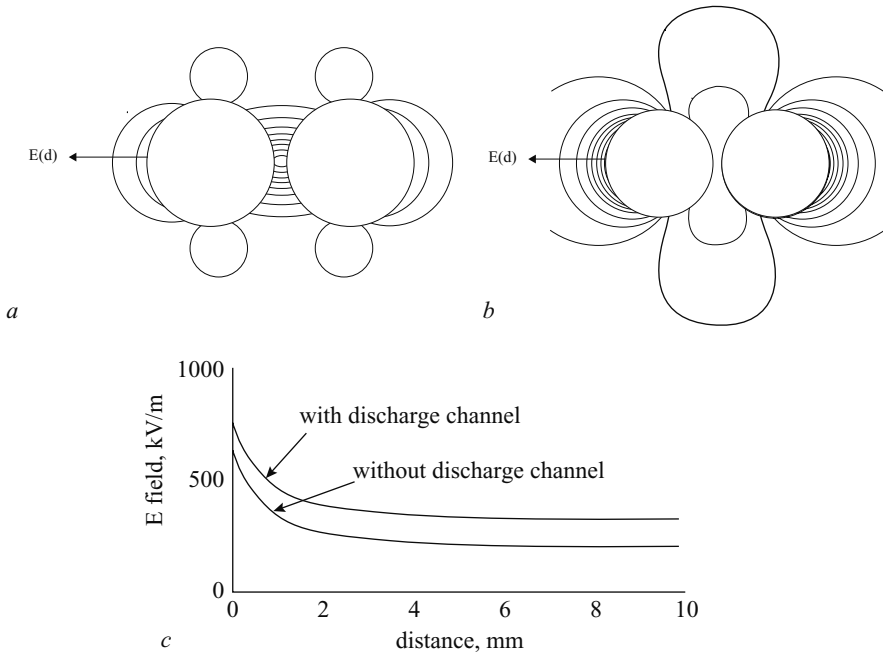 E(d)
E(d)
a
b
1000
500
0
E field, kV/m
with discharge channel
without discharge channel
0
2
4
6
8
10
distance, mm
c